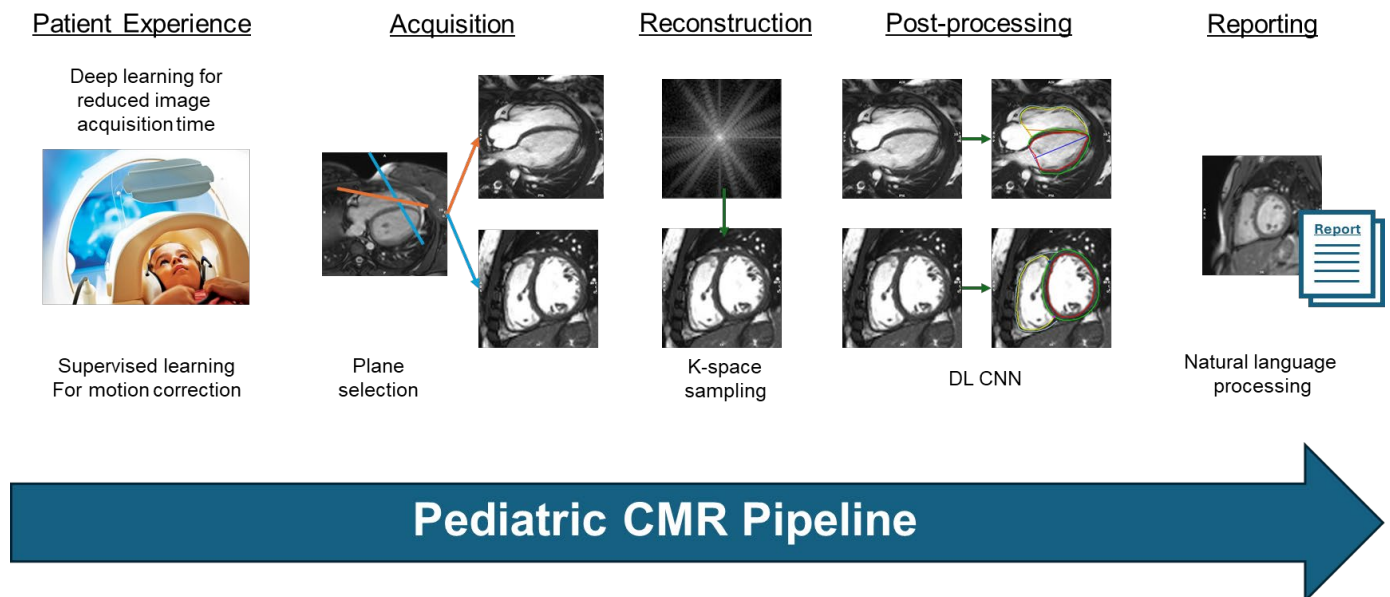 Patient Experience
Acquisition
Reconstruction
Post-processing
Reporting
Deep learning for
reduced image
acquisition time
Supervised learning
For motion correction
Plane
selection
K-space
sampling
DL CNN
Report
Natural language
processing
Pediatric CMR Pipeline